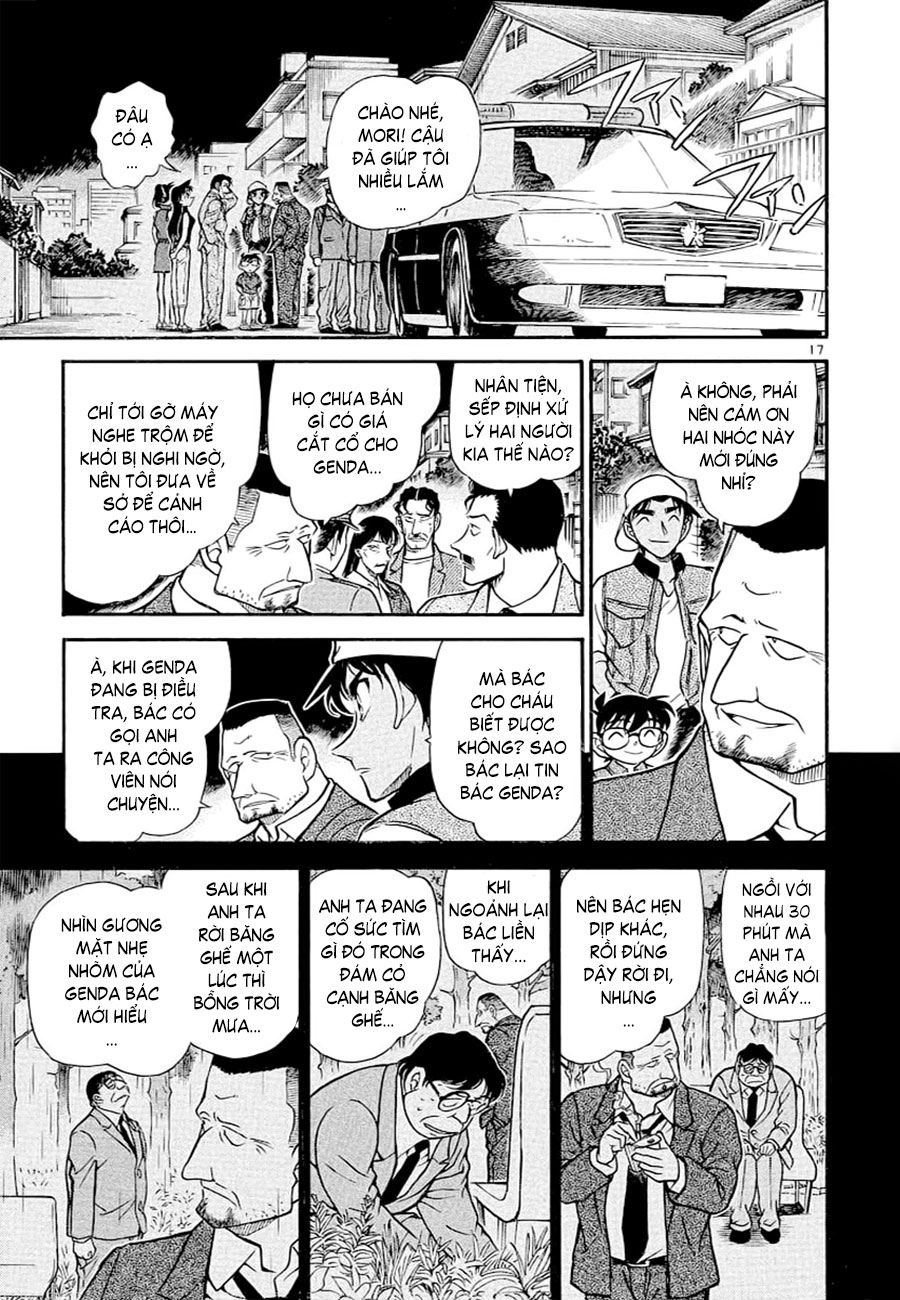 CHÀO NHÉ,
MORI! CẬU
ĐÃ GIÚP TÔI
NHIỀU LẮM
...
ĐÂU
CÓ Ạ
...
17
À KHÔNG, PHẢI
NÊN CẢM ƠN
HAI NHÓC NÀY
MỚI ĐÚNG
NHỈ?
NHÂN TIỆN,
SẾP ĐỊNH XỬ
LÝ HAI NGƯỜI
KIA THẾ NÀO?
HỌ CHƯA BÁN
GÌ CÓ GIÁ
CẮT CỔ CHO
GENDA...
CHỈ TỚI GỠ MÁY
NGHE TRỘM ĐỂ
KHỎI BỊ NGHI NGỜ,
NÊN TÔI ĐƯA VỀ
SỞ ĐỂ CẢNH
CÁO THÔI...
MÀ BÁC
CHO CHÁU
BIẾT ĐƯỢC
KHÔNG? SAO
BÁC LẠI TIN
BÁC GENDA?
À, KHI GENDA
ĐANG BỊ ĐIỀU
TRA, BÁC CÓ
GỌI ANH
TA RA CÔNG
VIÊN NÓI
CHUYỆN...
NGỒI VỚI
NHAU 30
PHÚT MÀ
ANH TA
CHẲNG NÓI
GÌ MẤY...
NÊN BÁC HẸN
DỊP KHÁC,
RỒI ĐỨNG
DẬY RỜI ĐI,
NHƯNG
...
KHI
NGOẢNH LẠI
BÁC LIỀN
THẤY...
ANH TA ĐANG
CỐ SỨC TÌM
GÌ ĐÓ TRONG
ĐÁM CỎ
CẠNH BĂNG
GHẾ...
SAU KHI
ANH TA
RỜI BĂNG
GHẾ MỘT
LÚC THÌ
BỖNG TRỜI
MƯA...
NHÌN GƯƠNG
MẶT NHẸ
NHÕM CỦA
GENDA BÁC
MỚI HIỂU
...